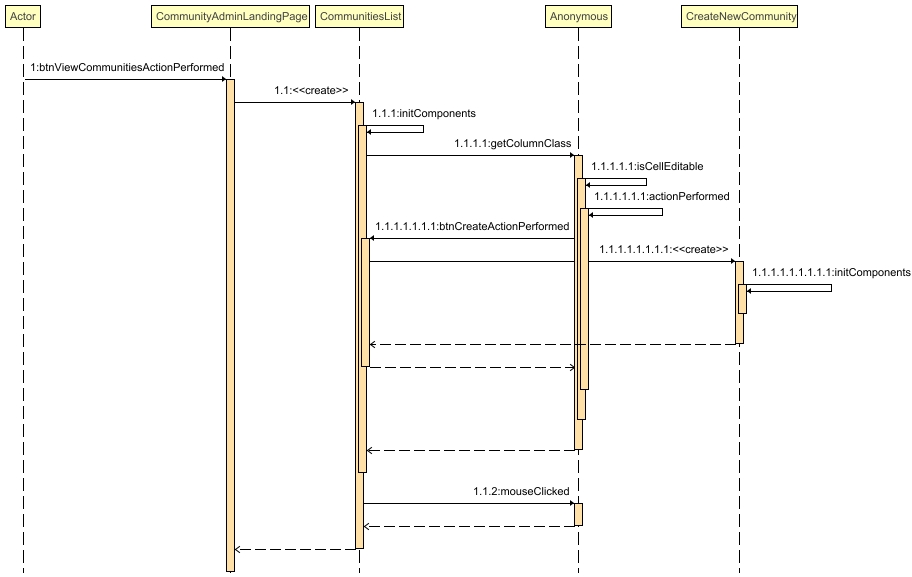 Actor
CommunityAdminLandingPage
CommunitiesList
Anonymous
CreateNewCommunity
1:btnViewCommunitiesActionPerformed
1.1:<<create>>
1.1.1:initComponents
1.1.1.1:getColumnClass
1.1.1.1.1:isCellEditable
1.1.1.1.1.1:actionPerformed
1.1.1.1.1.1.1:btnCreateActionPerformed
1.1.1.1.1.1.1.1:<<create>>
1.1.1.1.1.1.1.1.1:initComponents
1.1.2:mouseClicked